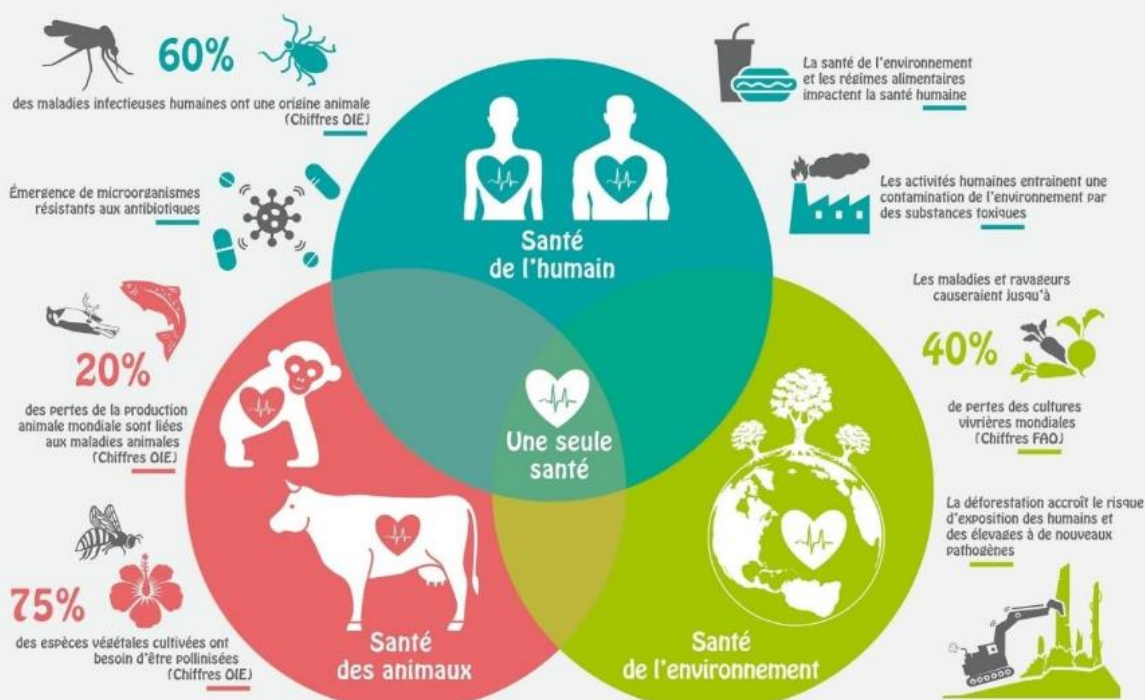 60%
des maladies infectieuses humaines ont une origine animale
(Chiffres OIE)
Émergence de microorganismes
résistants aux antibiotiques
20%
des pertes de la production
animale mondiale sont liées
aux maladies animales
(Chiffres OIE)
75%
des espèces végétales cultivées ont
besoin d'être pollinisées
(Chiffres OIE)
Santé
de l'humain
Une seule
santé
Santé
des animaux
Santé
de l'environnement
La santé de l'environnement
et les régimes alimentaires
impactent la santé humaine
Les activités humaines entrainent une
contamination de l'environnement par
des substances toxiques
Les maladies et ravageurs
causeraient jusqu'à
40%
de pertes des cultures
vivrières mondiales
(Chiffres FAO)
La déforestation accroît le risque
d'exposition des humains et
des élevages à de nouveaux
pathogènes